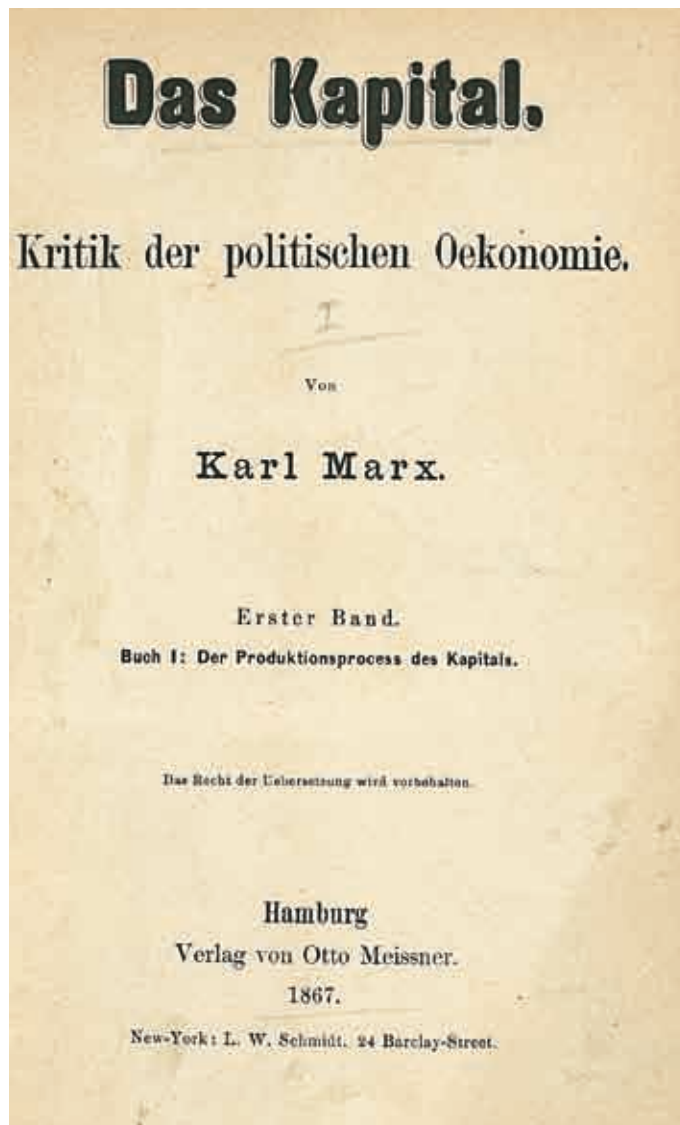 Das Kapital.
Kritik der politischen Oekonomie.
I
Von
Karl Marx.
Erster Band.
Buch I: Der Produktionsprocess des Kapitals.
Das Recht der Uebersetzung wird vorbehalten.
Hamburg
Verlag von Otto Meissner.
1867.
New-York: L. W. Schmidt. 24 Barclay-Street.